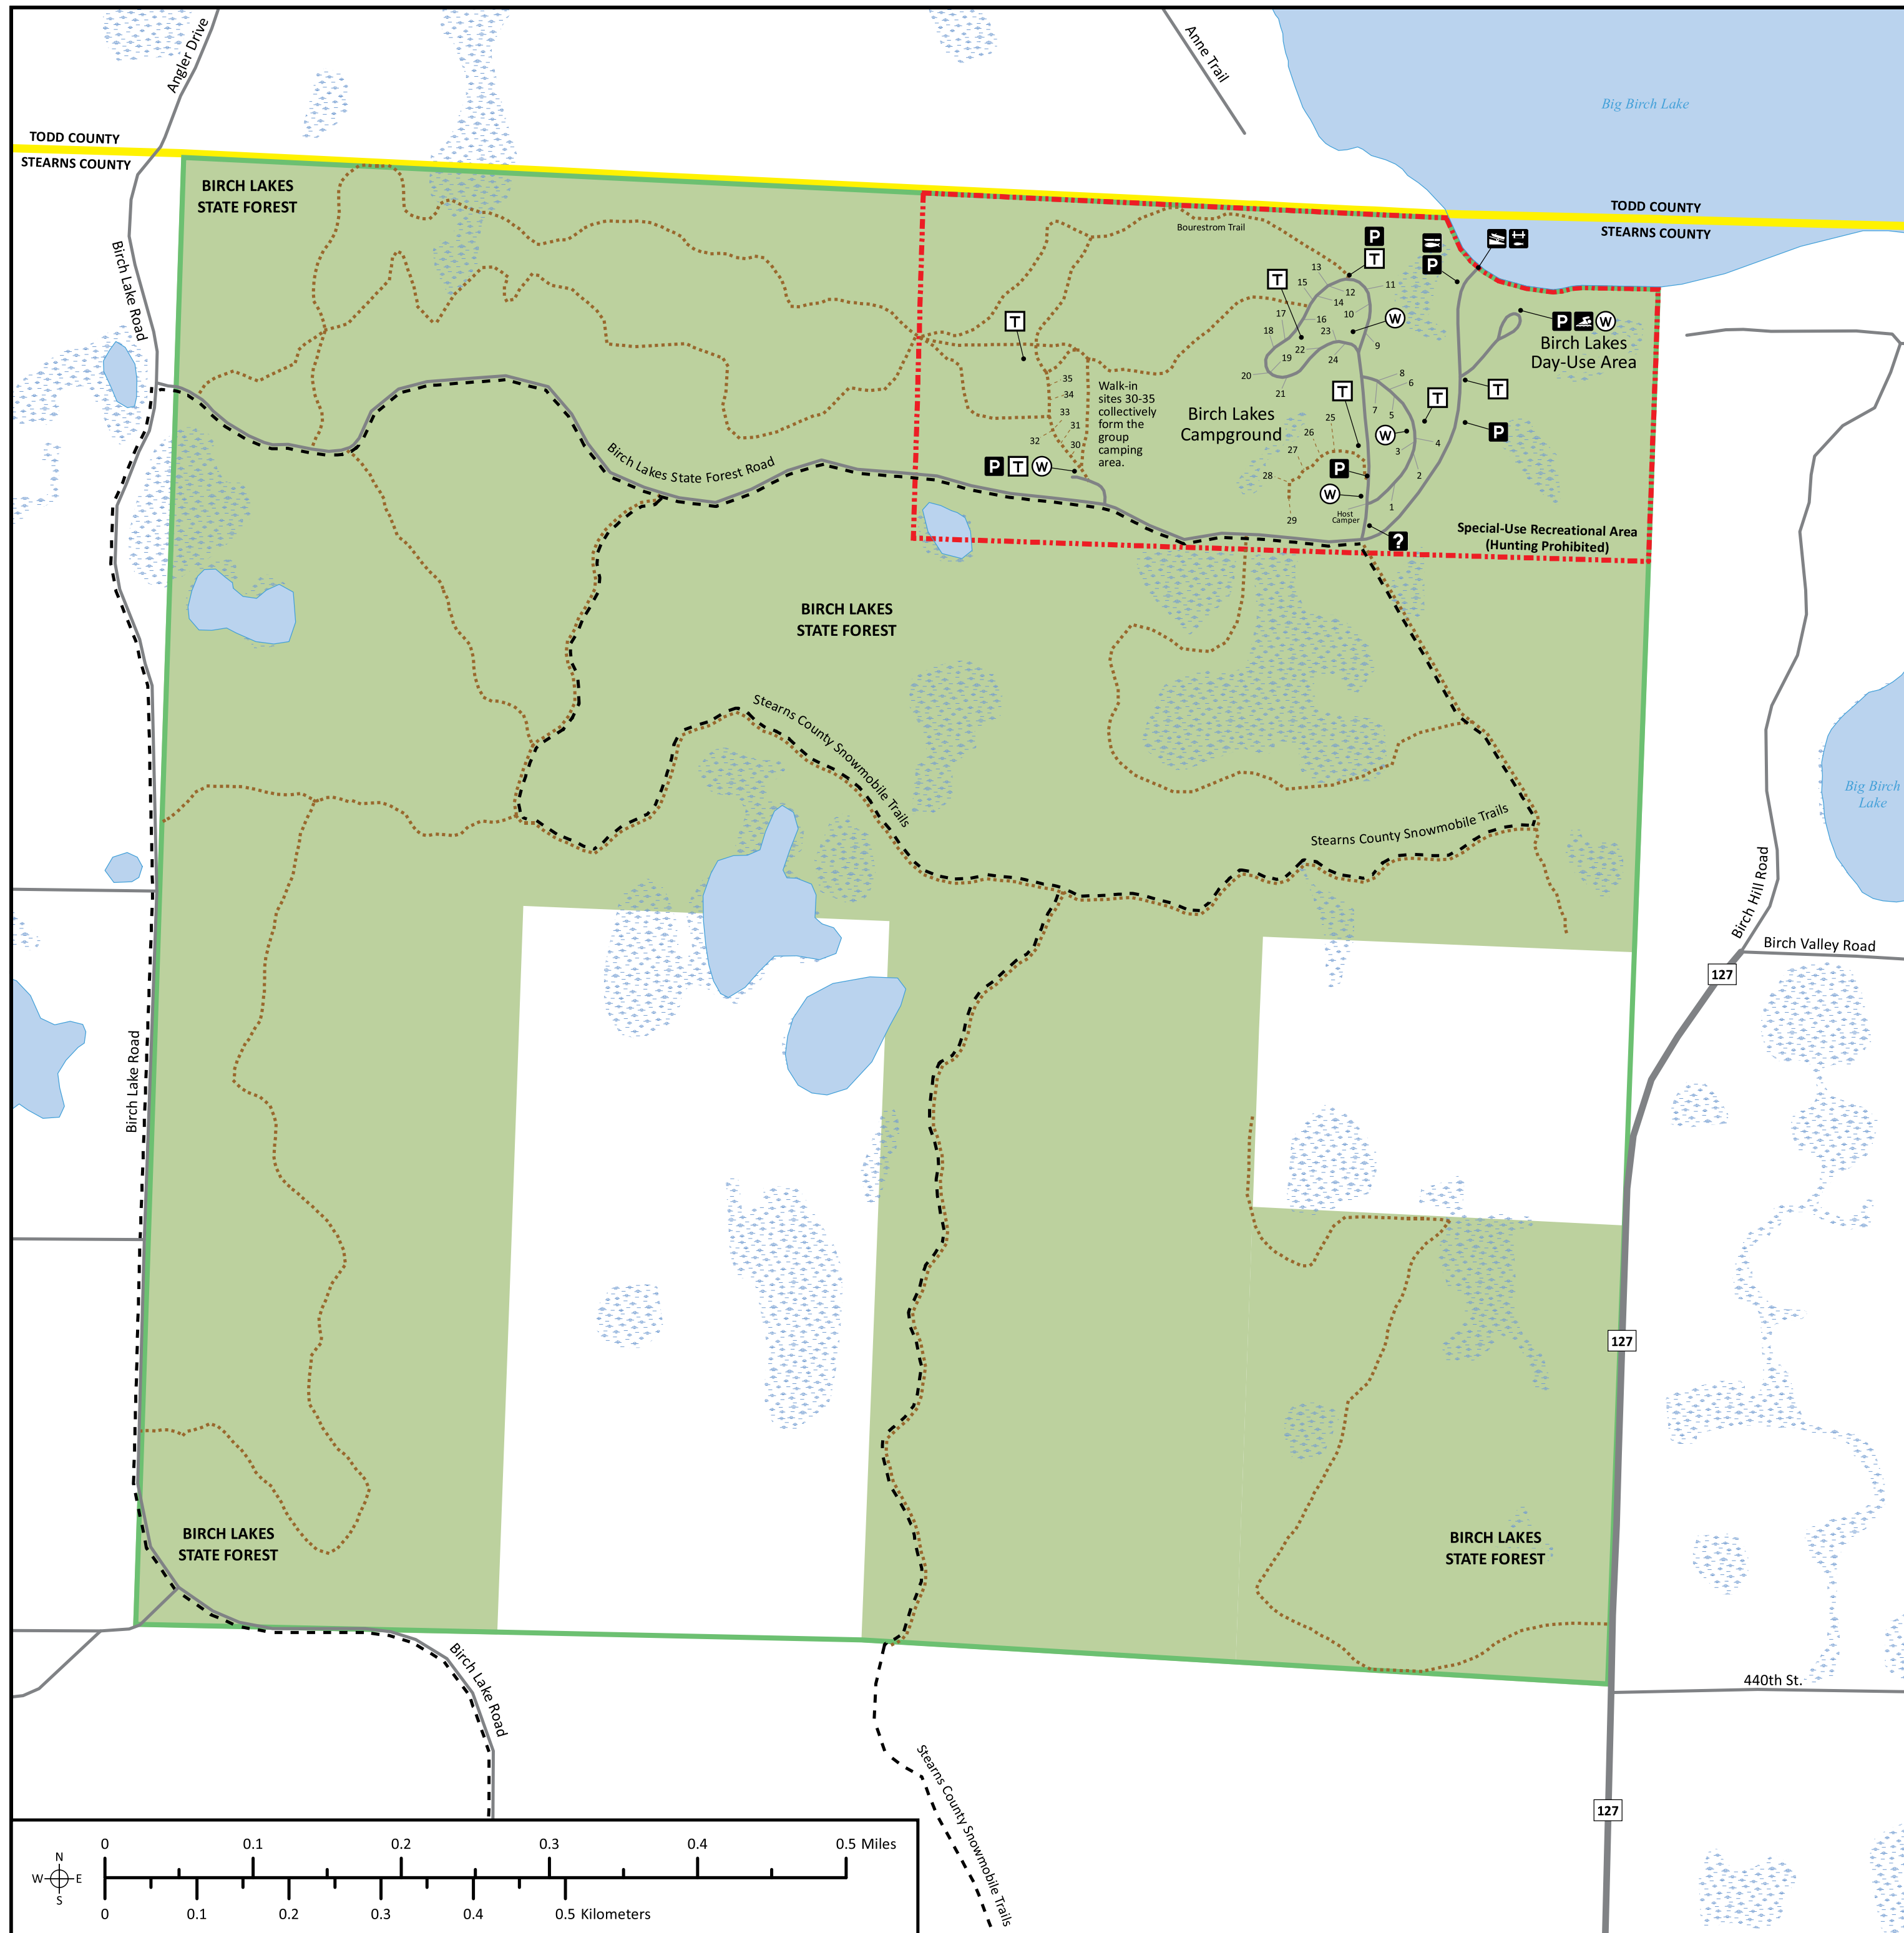 Angler Drive
Anne Trail
Big Birch Lake
TODD COUNTY
STEARNS COUNTY
BIRCH LAKES
STATE FOREST
TODD COUNTY
STEARNS COUNTY
Bourestrom Trail
P
T
P
T
13
15
11
12
14
10
17
16
23
18
W
9
22
24
19
20
21
T
P
W
Birch Lakes
Day-Use Area
Birch Lake Road
35
34
33
31
32
30
Walk-in
sites 30-35
collectively
form the
group
camping
area.
Birch Lakes
Campground
8
6
7
5
T
T
T
25
26
27
28
29
W
4
3
2
1
P
P
W
Host
Camper
?
P
T
W
Birch Lakes State Forest Road
Special-Use Recreational Area
(Hunting Prohibited)
BIRCH LAKES
STATE FOREST
Stearns County Snowmobile Trails
Stearns County Snowmobile Trails
Big Birch
Lake
Birch Hill Road
Birch Valley Road
127
Birch Lake Road
127
BIRCH LAKES
STATE FOREST
BIRCH LAKES
STATE FOREST
Birch Lake Road
440th St.
Stearns County Snowmobile Trails
127
N
W E
S
0 0.1 0.2 0.3 0.4 0.5 Miles
0 0.1 0.2 0.3 0.4 0.5 Kilometers